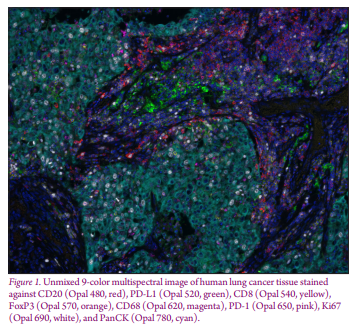 Figure 1. Unmixed 9-color multispectral image of human lung cancer tissue stained
against CD20 (Opal 480, red), PD-L1 (Opal 520, green), CD8 (Opal 540, yellow),
FoxP3 (Opal 570, orange), CD68 (Opal 620, magenta), PD-1 (Opal 650, pink), Ki67
(Opal 690, white), and PanCK (Opal 780, cyan).